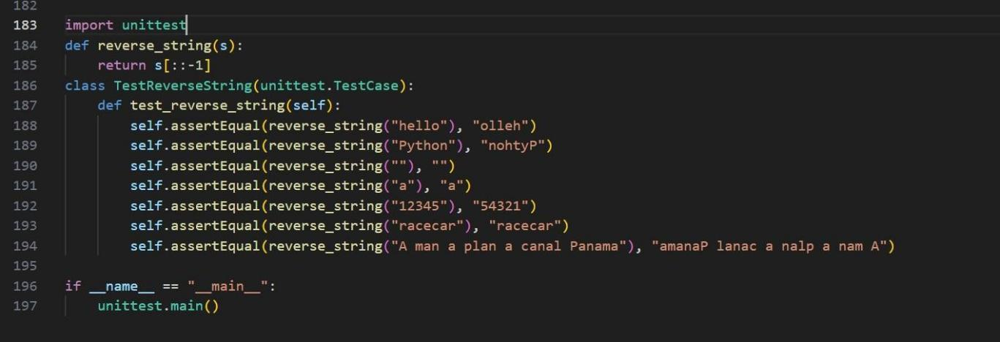 182
183 import unittest
184 def reverse_string(s):
185     return s[::-1]
186 class TestReverseString(unittest.TestCase):
187     def test_reverse_string(self):
188         self.assertEqual(reverse_string("hello"), "olleh")
189         self.assertEqual(reverse_string("Python"), "nohtyP")
190         self.assertEqual(reverse_string(""), "")
191         self.assertEqual(reverse_string("a"), "a")
192         self.assertEqual(reverse_string("12345"), "54321")
193         self.assertEqual(reverse_string("racecar"), "racecar")
194         self.assertEqual(reverse_string("A man a plan a canal Panama"), "amanaP lanac a nalp a nam A")
195
196 if __name__ == "__main__":
197     unittest.main()